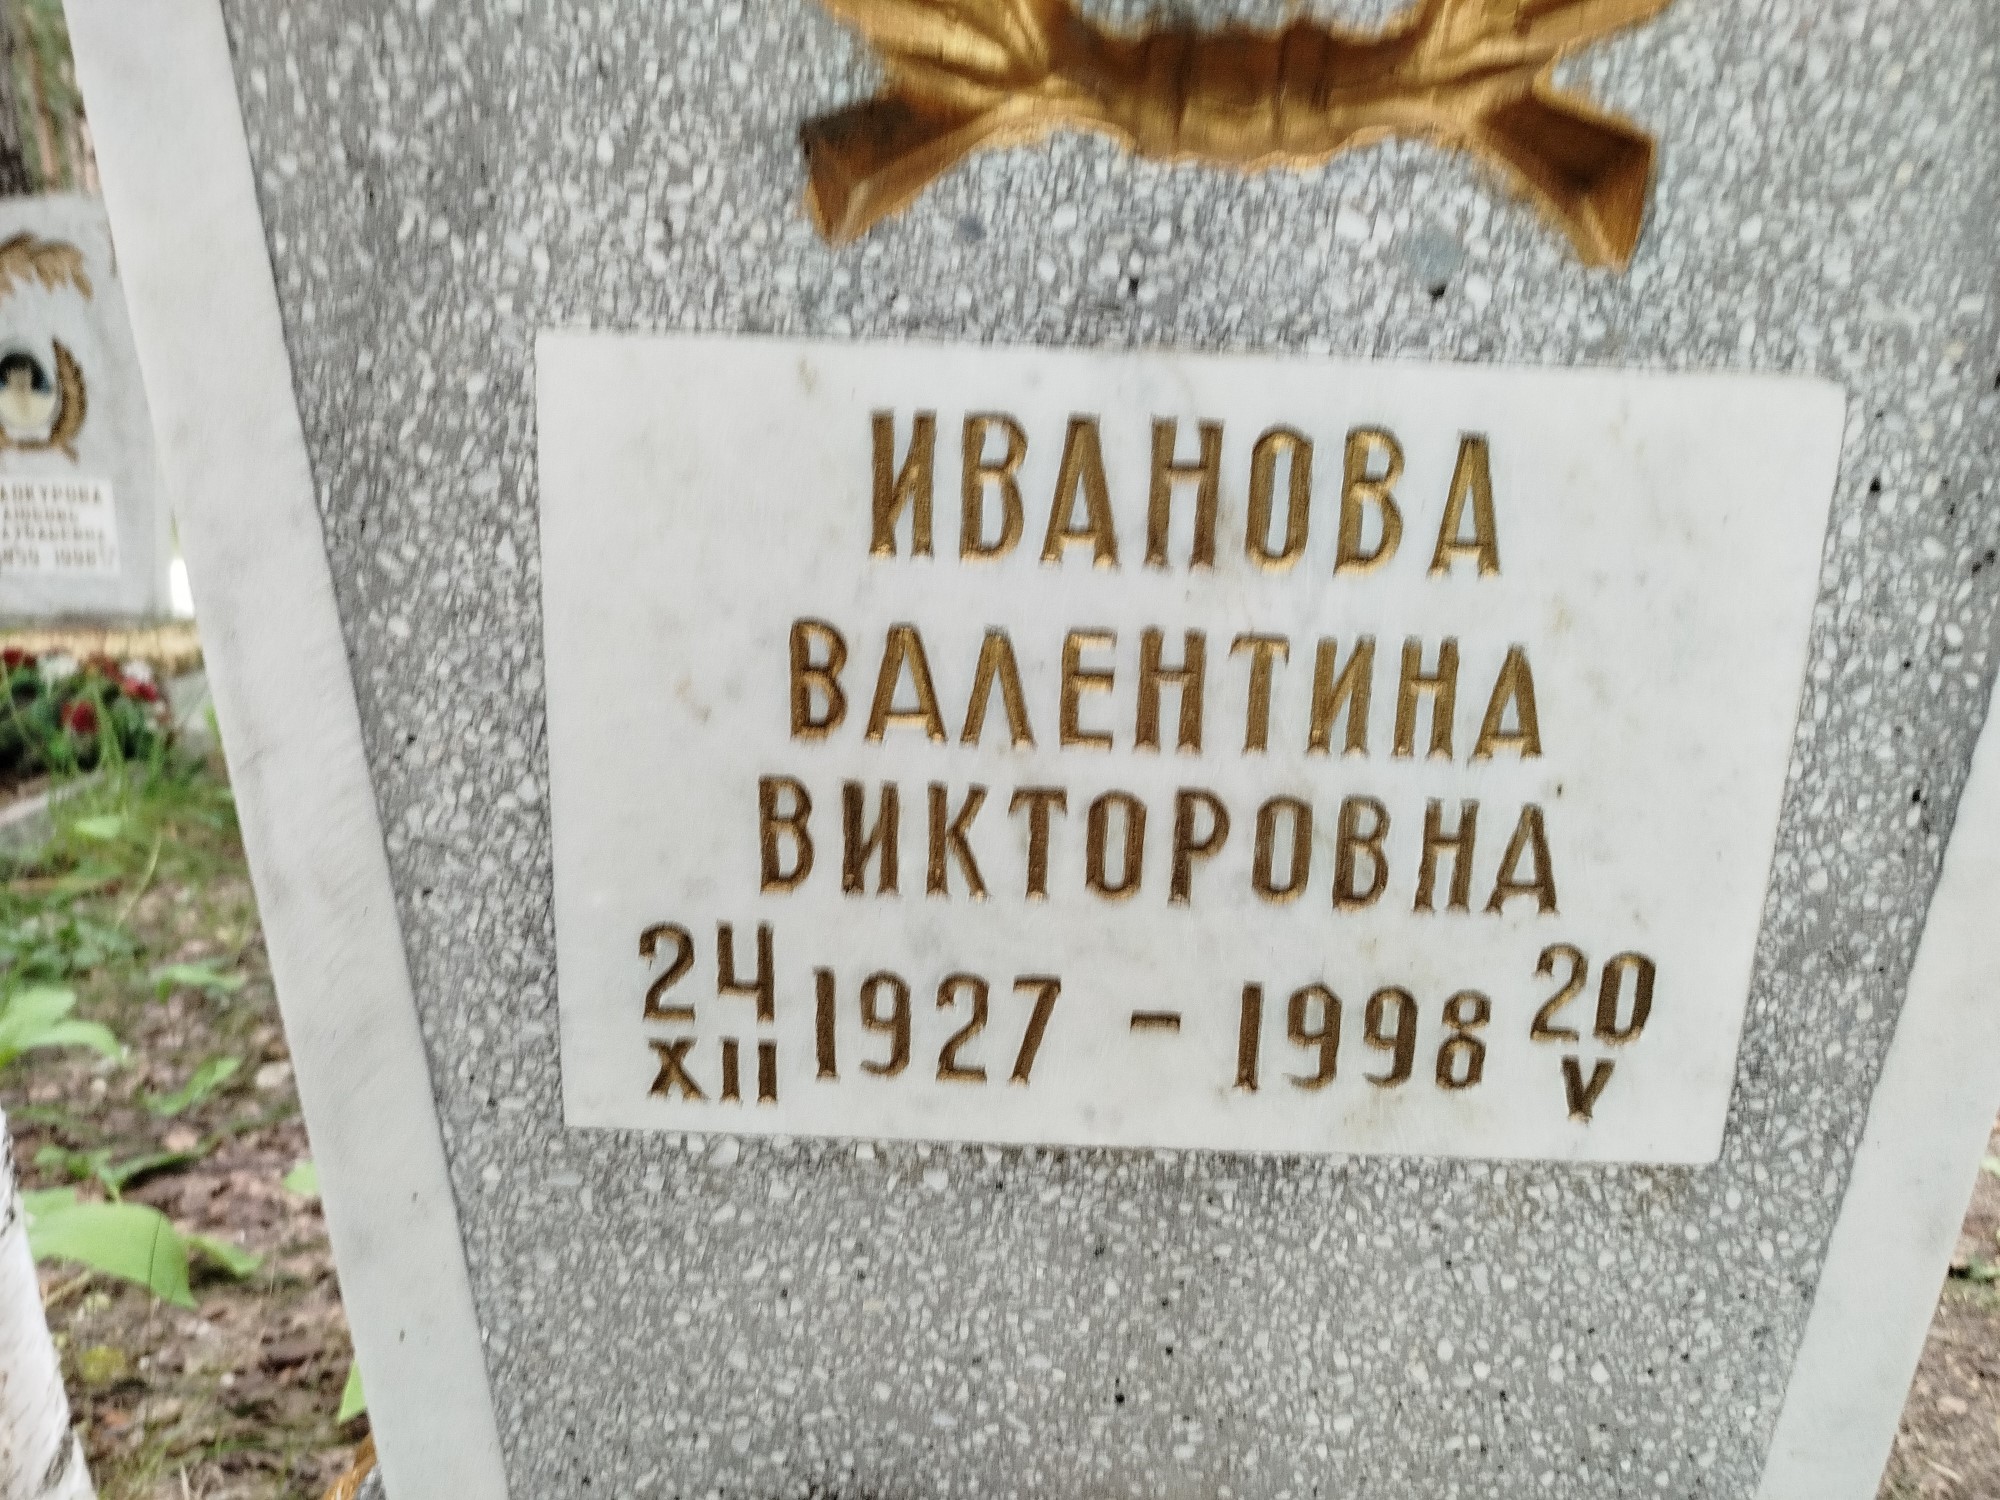 ИВАНОВА
ВАЛЕНТИНА
ВИКТОРОВНА
24 XII 1927 - 1998 20 V